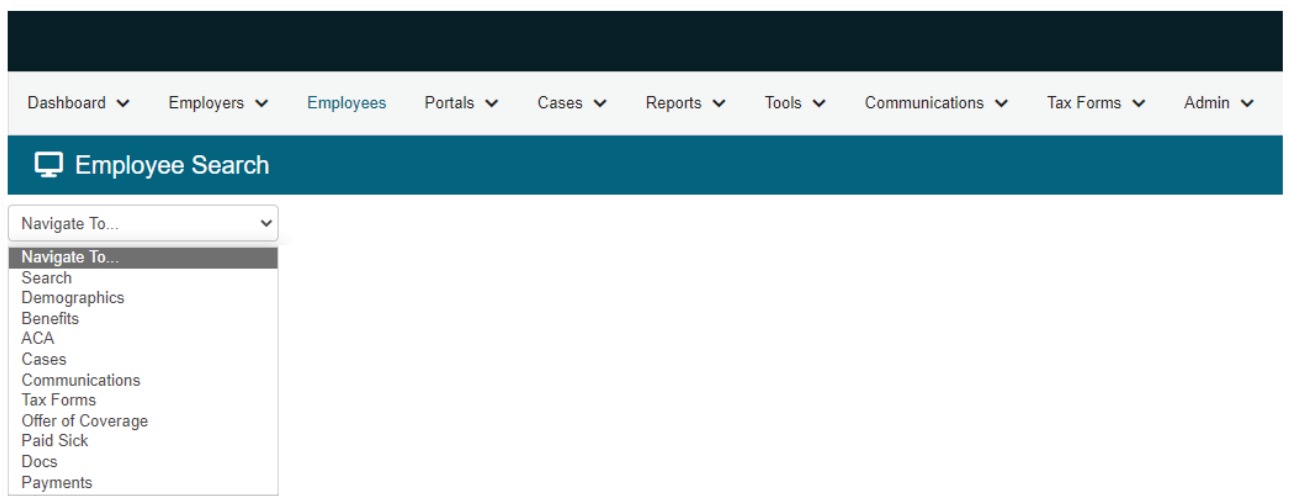 Dashboard Employers Employees Portals Cases Reports Tools Communications Tax Forms Admin
Employee Search
Navigate To...
Navigate To...
Search
Demographics
Benefits
ACA
Cases
Communications
Tax Forms
Offer of Coverage
Paid Sick
Docs
Payments